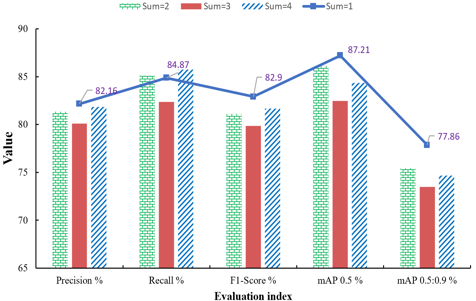 Sum=2 Sum=3 Sum=4 Sum=1
90
85
80
75
70
65
Value
82.16
84.87
82.9
87.21
77.86
Precision % Recall % F1-Score % mAP 0.5 % mAP 0.5:0.9 %
Evaluation index